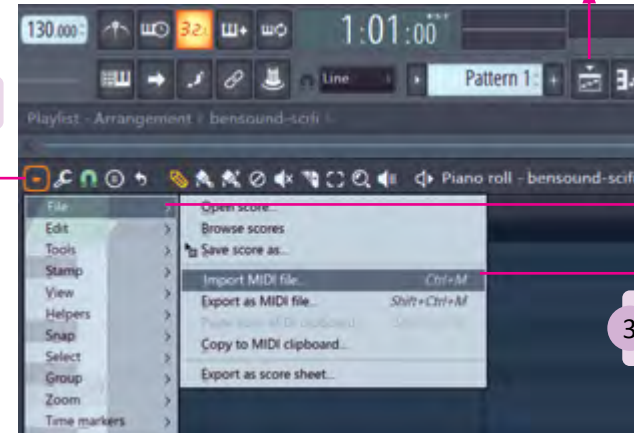 130.000 32 1:01:00 B:S:T
Line Pattern 1 +
Playlist - Arrangement bensound-scifi
Piano roll - bensound-scifi
File
Edit
Tools
Stamp
View
Helpers
Snap
Select
Group
Zoom
Time markers
Open score...
Browse scores
Save score as...
Import MIDI file... Ctrl+M
Export as MIDI file... Shift+Ctrl+M
Copy to MIDI clipboard...
Export as score sheet...
3